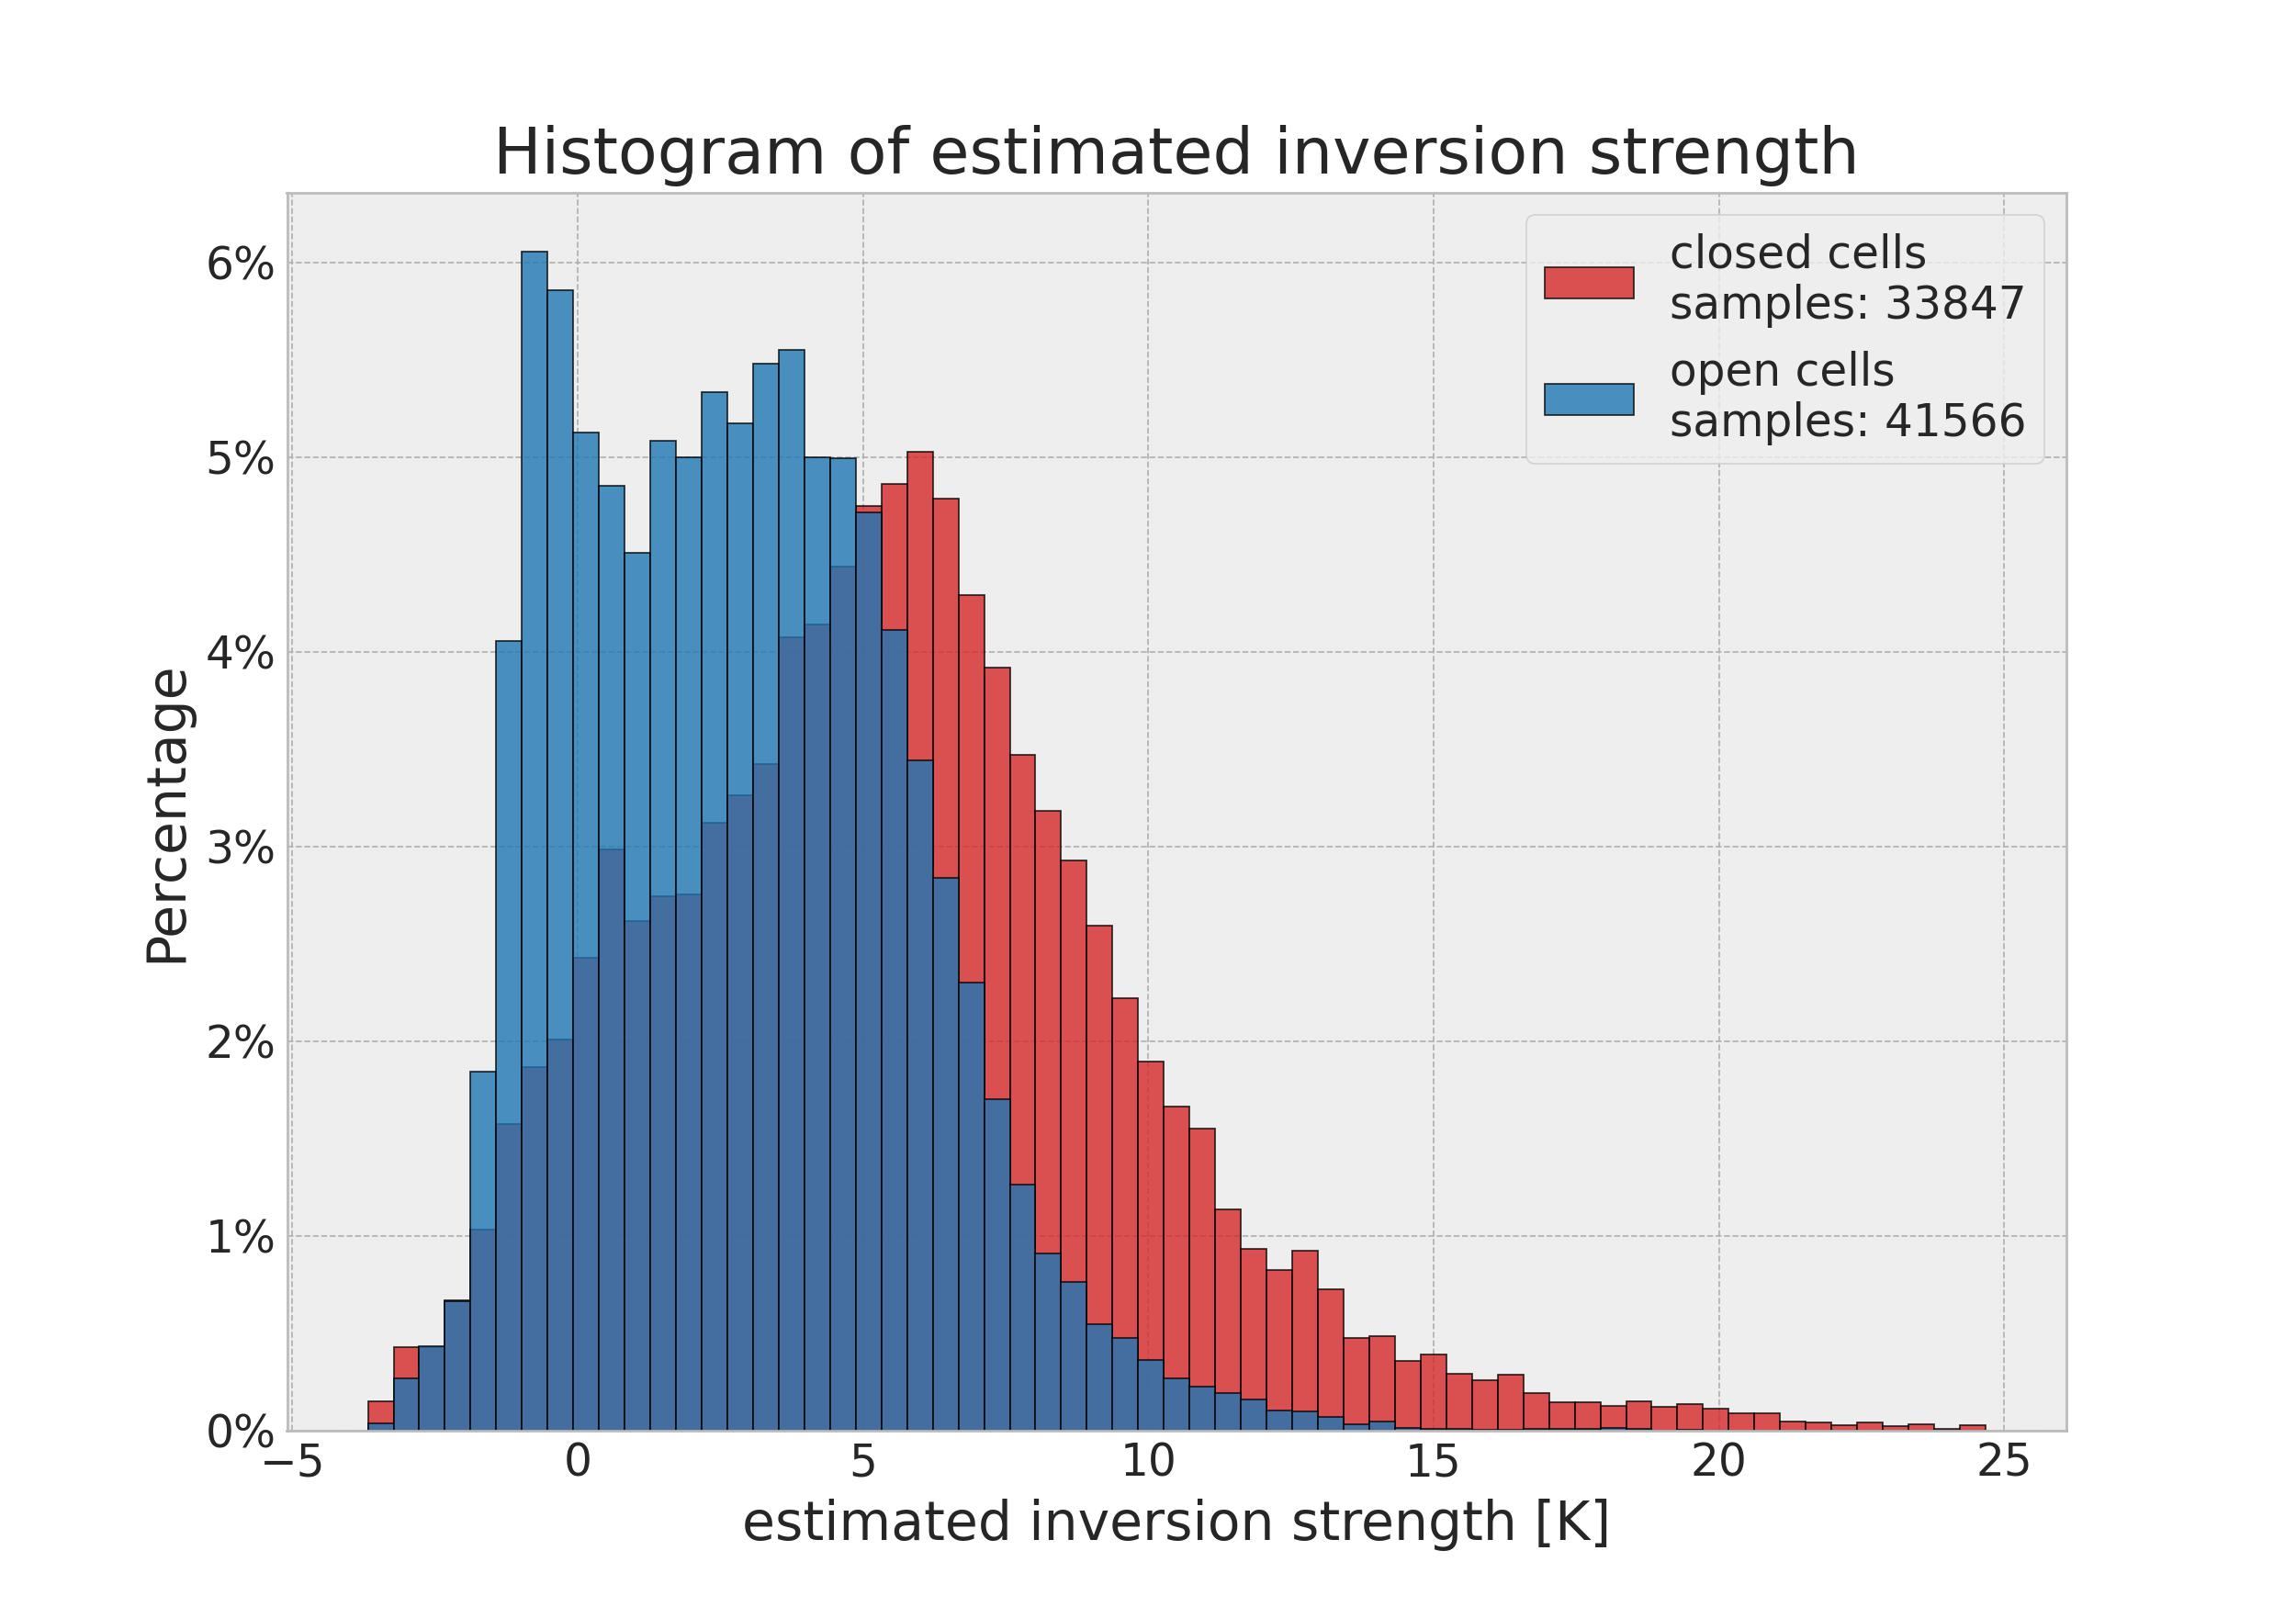 Histogram of estimated inversion strength
closed cells
samples: 33847
open cells
samples: 41566
6%
5%
4%
3%
2%
1%
0%
Percentage
−5 0 5 10 15 20 25
estimated inversion strength [K]